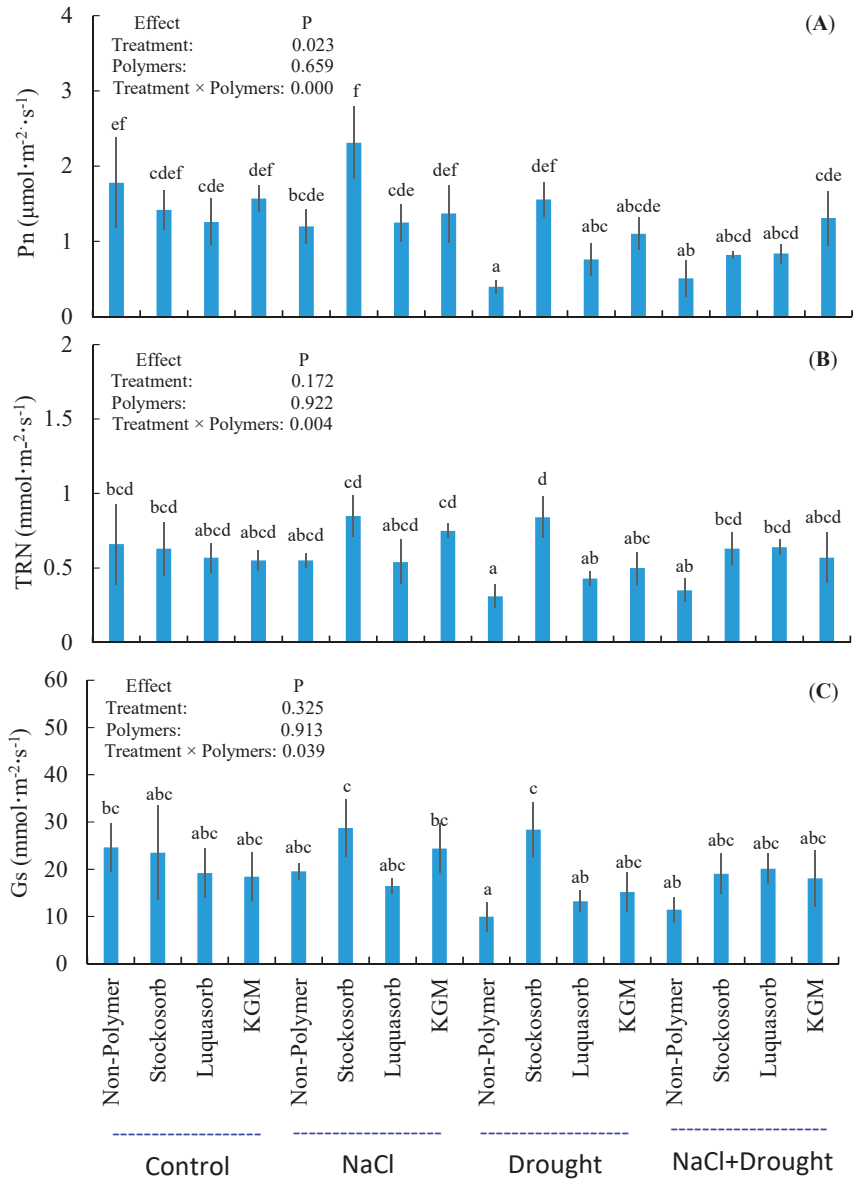 (A)
Effect P
Treatment: 0.023
Polymers: 0.659
Treatment × Polymers: 0.000
Pn (µmol·m⁻²˙·s⁻¹)
4
3
2
1
0
ef
cdef
cde
def
bcde
f
cde
def
a
def
abc
abcde
ab
abcd
abcd
cde
(B)
Effect P
Treatment: 0.172
Polymers: 0.922
Treatment × Polymers: 0.004
TRN (mmol·m-²·s⁻¹)
2
1.5
1
0.5
0
bcd
bcd
abcd
abcd
abcd
cd
abcd
cd
a
d
ab
abc
ab
bcd
bcd
abcd
(C)
Effect P
Treatment: 0.325
Polymers: 0.913
Treatment × Polymers: 0.039
Gs (mmol·m⁻²·s⁻¹)
60
50
40
30
20
10
0
bc
abc
abc
abc
abc
c
abc
bc
a
c
ab
abc
ab
abc
abc
abc
Non-Polymer
Stockosorb
Luquasorb
KGM
Non-Polymer
Stockosorb
Luquasorb
KGM
Non-Polymer
Stockosorb
Luquasorb
KGM
Non-Polymer
Stockosorb
Luquasorb
KGM
Control NaCl Drought NaCl+Drought